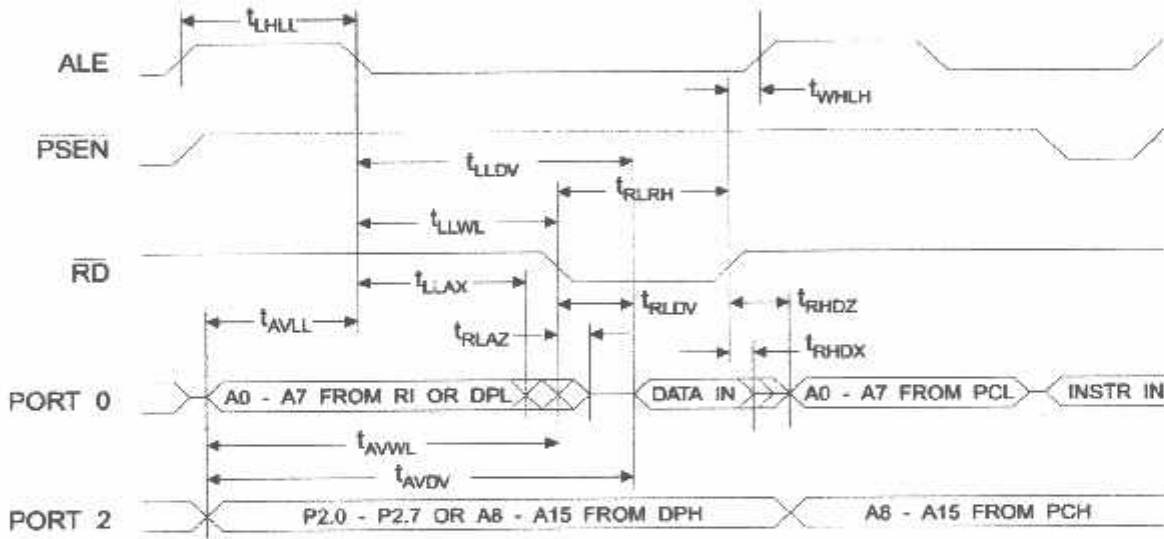 tLHLL
ALE
tWHLH
PSEN
tLLDV
tRLRH
tLLWL
RD
tLLAX
tRLDV
tRHDZ
tAVLL
tRLAZ
tRHDX
PORT 0
A0 - A7 FROM RI OR DPL
DATA IN
A0 - A7 FROM PCL
INSTR IN
tAVWL
tAVDV
PORT 2
P2.0 - P2.7 OR A8 - A15 FROM DPH
A8 - A15 FROM PCH